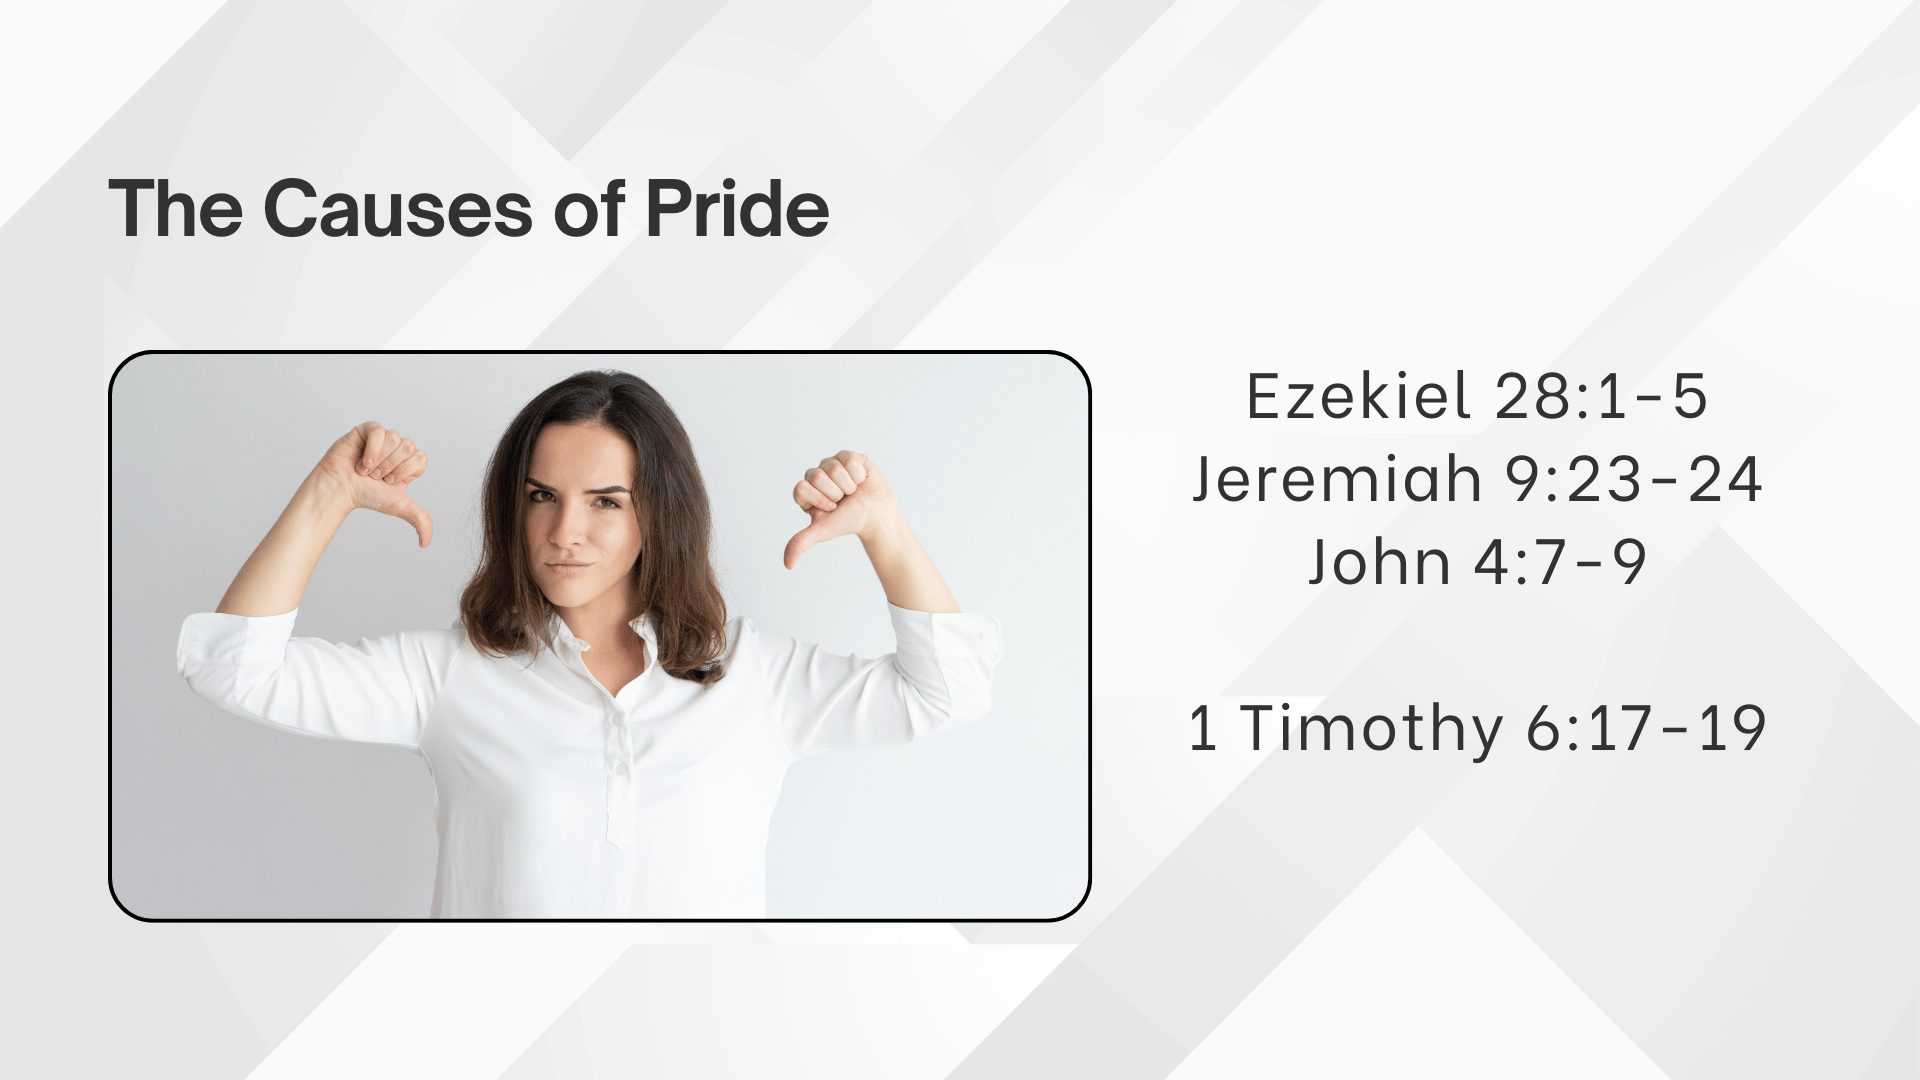 The Causes of Pride
Ezekiel 28:1-5
Jeremiah 9:23-24
John 4:7-9
1 Timothy 6:17-19